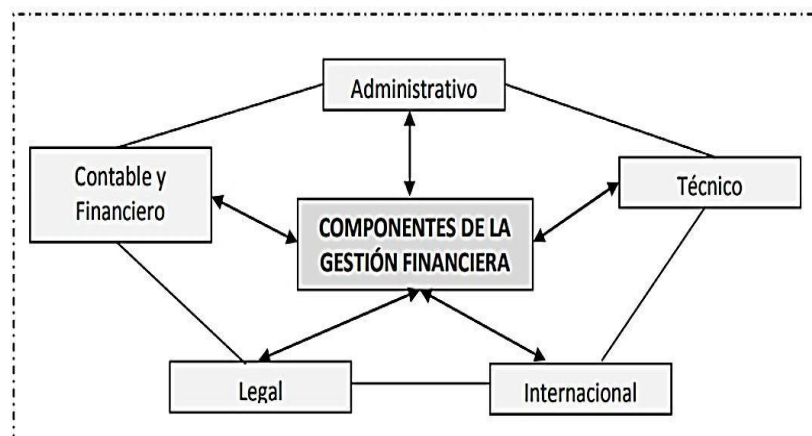 Administrativo
Contable y
Financiero
Técnico
COMPONENTES DE LA
GESTIÓN FINANCIERA
Legal
Internacional